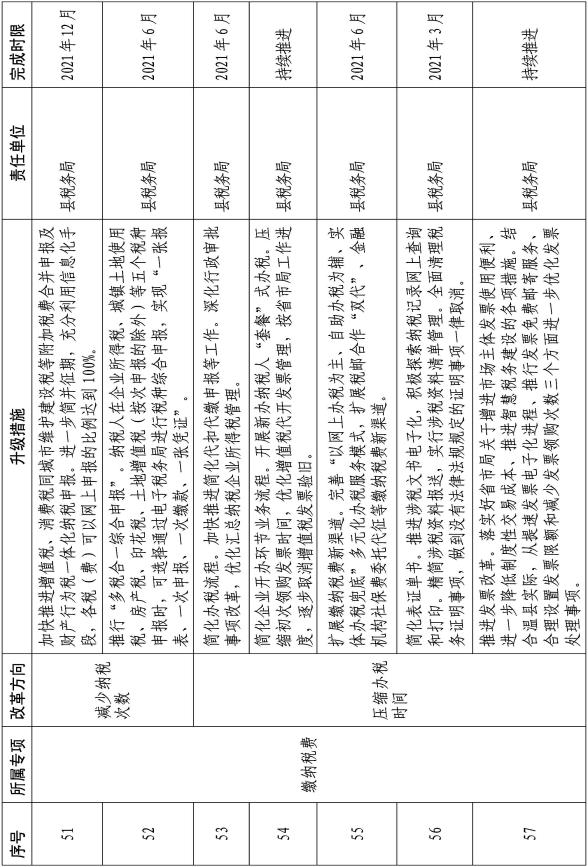 序号
所属专项
改革方向
升级措施
责任单位
完成时限
51
缴纳税费
减少纳税
次数
加快推进增值税、消费税同城市维护建设税等附加税费合并申报及
财产行为税一体化纳税申报。进一步简并征期，充分利用信息化手
段，各税（费）可以网上申报的比例达到 100%。
县税务局
2021 年 12 月
52
推行“多税合一综合申报”。纳税人在企业所得税、城镇土地使用
税、房产税、印花税、土地增值税（按次申报的除外）等五个税种
申报时，可选择通过电子税务局进行税种综合申报，实现“一张报
表、一次申报、一次缴款、一张凭证”。
县税务局
2021 年 6 月
53
压缩办税
时间
简化办税流程。加快推进简化代扣代缴申报等工作。深化行政审批
事项改革，优化汇总纳税企业所得税管理。
县税务局
2021 年 6 月
54
简化企业开办环节业务流程。开展新办纳税人“套餐”式办税。压
缩初次领购发票时间，优化增值税代开发票管理，按省市局工作进
度，逐步取消增值税发票验旧。
县税务局
持续推进
55
扩展缴纳税费新渠道。完善“以网上办税为主、自助办税为辅、实
体办税兜底”多元化办税服务模式，扩展税邮合作“双代”、金融
机构社保费委托代征等缴纳税费新渠道。
县税务局
2021 年 6 月
56
简化表证单书。推进涉税文书电子化，积极探索纳税记录网上查询
和打印。精简涉税资料报送，实行涉税资料清单管理。全面清理税
务证明事项，做到没有法律法规规定的证明事项一律取消。
县税务局
2021 年 3 月
57
推进发票改革。落实好省市局关于增进市场主体发票使用便利、
进一步降低制度性交易成本、推进智慧税务建设的各项措施。结
合温县实际，从提速发票电子化进程、推行发票免费邮寄服务、
合理设置发票限额和减少发票领购次数三个方面进一步优化发票
处理事项。
县税务局
持续推进